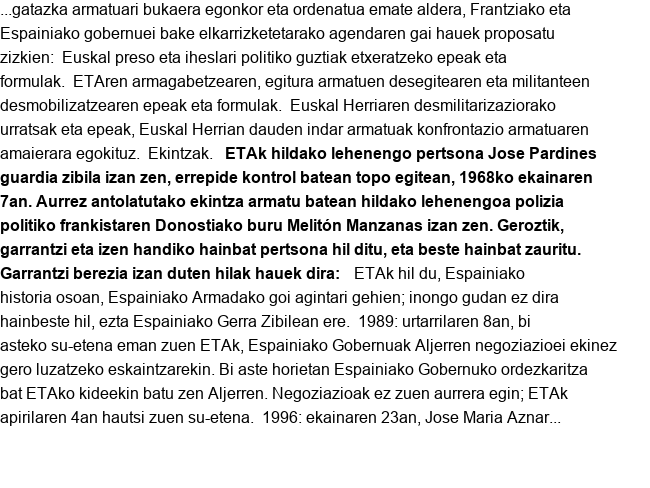 ...gatazka armatuari bukaera egonkor eta ordenatua emate aldera, Frantziako eta
Espainiako gobernuei bake elkarrizketetarako agendaren gai hauek proposatu
zizkien:  Euskal preso eta iheslari politiko guztiak etxeratzeko epeak eta
formulak.  ETAren armagabetzearen, egitura armatuen desegitearen eta militanteen
desmobilizatzearen epeak eta formulak.  Euskal Herriaren desmilitarizaziorako
urratsak eta epeak, Euskal Herrian dauden indar armatuak konfrontazio armatuaren
amaierara egokituz.  Ekintzak.   ETAk hildako lehenengo pertsona Jose Pardines
guardia zibila izan zen, errepide kontrol batean topo egitean, 1968ko ekainaren
7an. Aurrez antolatutako ekintza armatu batean hildako lehenengoa polizia
politiko frankistaren Donostiako buru Melitón Manzanas izan zen. Geroztik,
garrantzi eta izen handiko hainbat pertsona hil ditu, eta beste hainbat zauritu.
Garrantzi berezia izan duten hilak hauek dira:   ETAk hil du, Espainiako
historia osoan, Espainiako Armadako goi agintari gehien; inongo gudan ez dira
hainbeste hil, ezta Espainiako Gerra Zibilean ere.  1989: urtarrilaren 8an, bi
asteko su-etena eman zuen ETAk, Espainiako Gobernuak Aljerren negoziazioei ekinez
gero luzatzeko eskaintzarekin. Bi aste horietan Espainiako Gobernuko ordezkaritza
bat ETAko kideekin batu zen Aljerren. Negoziazioak ez zuen aurrera egin; ETAk
apirilaren 4an hautsi zuen su-etena.  1996: ekainaren 23an, Jose Maria Aznar...